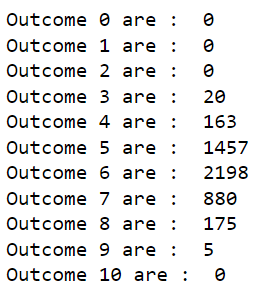 Outcome 0 are :  0
Outcome 1 are :  0
Outcome 2 are :  0
Outcome 3 are :  20
Outcome 4 are :  163
Outcome 5 are :  1457
Outcome 6 are :  2198
Outcome 7 are :  880
Outcome 8 are :  175
Outcome 9 are :  5
Outcome 10 are :  0